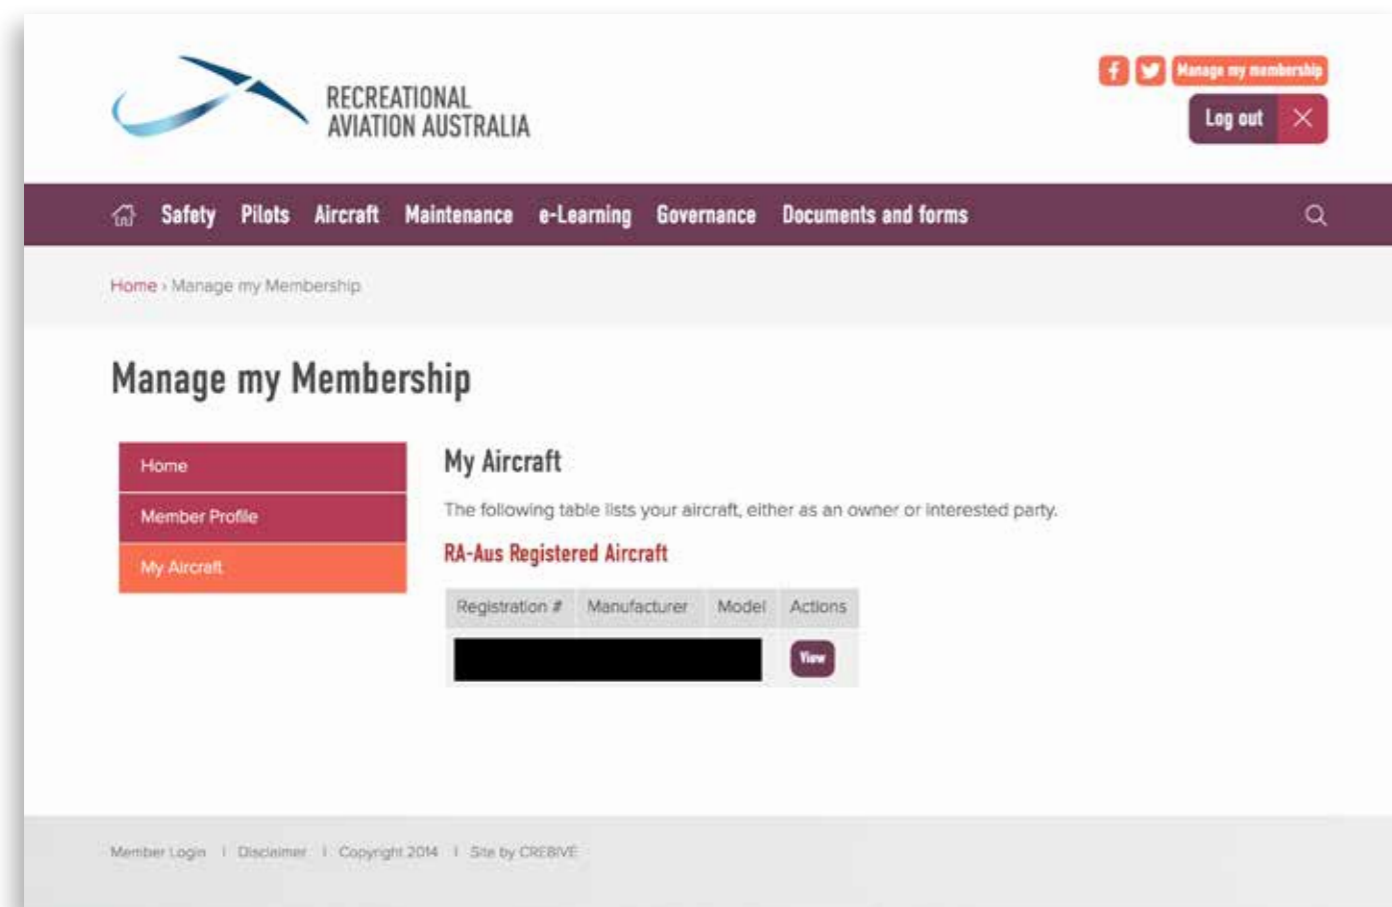 RECREATIONAL
AVIATION AUSTRALIA
Manage my membership
Log out
Safety Pilots Aircraft Maintenance e-Learning Governance Documents and forms
Home › Manage my Membership
Manage my Membership
Home
Member Profile
My Aircraft
My Aircraft
The following table lists your aircraft, either as an owner or interested party.
RA-Aus Registered Aircraft
Registration # Manufacturer Model Actions
View
Member Login | Disclaimer | Copyright 2014 | Site by CRE8IVE